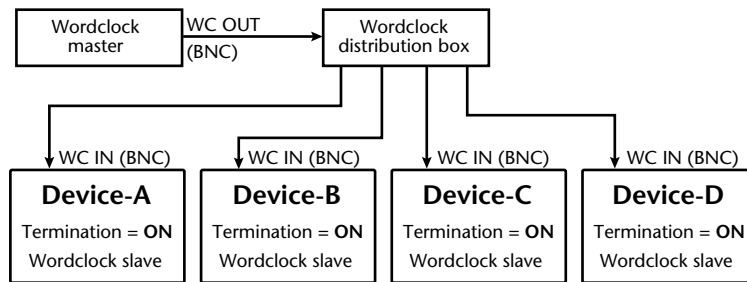 Wordclock
master
WC OUT
(BNC)
Wordclock
distribution box
WC IN (BNC)
WC IN (BNC)
WC IN (BNC)
WC IN (BNC)
Device-A
Termination = ON
Wordclock slave
Device-B
Termination = ON
Wordclock slave
Device-C
Termination = ON
Wordclock slave
Device-D
Termination = ON
Wordclock slave